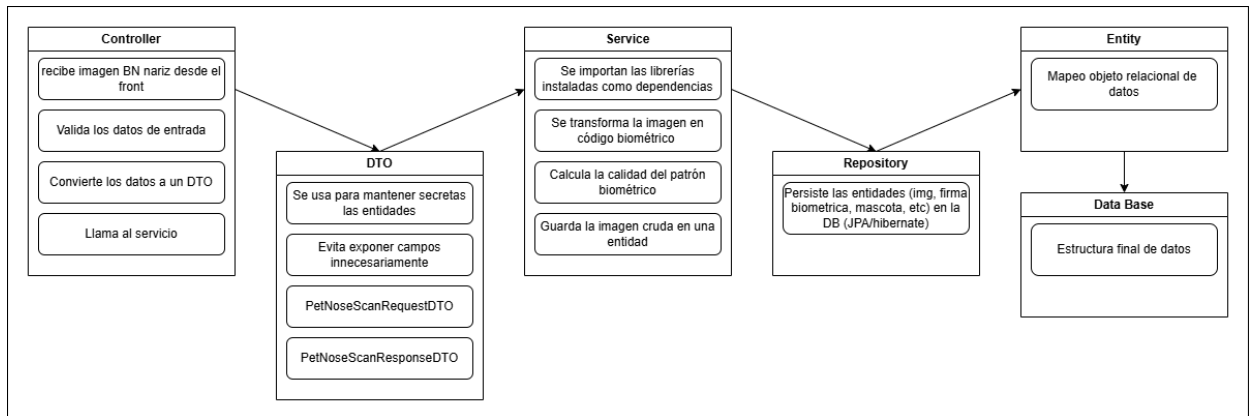 Controller
recibe imagen BN nariz desde el
front
Valida los datos de entrada
Convierte los datos a un DTO
Llama al servicio
DTO
Se usa para mantener secretas
las entidades
Evita exponer campos
innecesariamente
PetNoseScanRequestDTO
PetNoseScanResponseDTO
Service
Se importan las librerías
instaladas como dependencias
Se transforma la imagen en
código biométrico
Calcula la calidad del patrón
biométrico
Guarda la imagen cruda en una
entidad
Repository
Persiste las entidades (img, firma
biometrica, mascota, etc) en la
DB (JPA/hibernate)
Entity
Mapeo objeto relacional de
datos
Data Base
Estructura final de datos